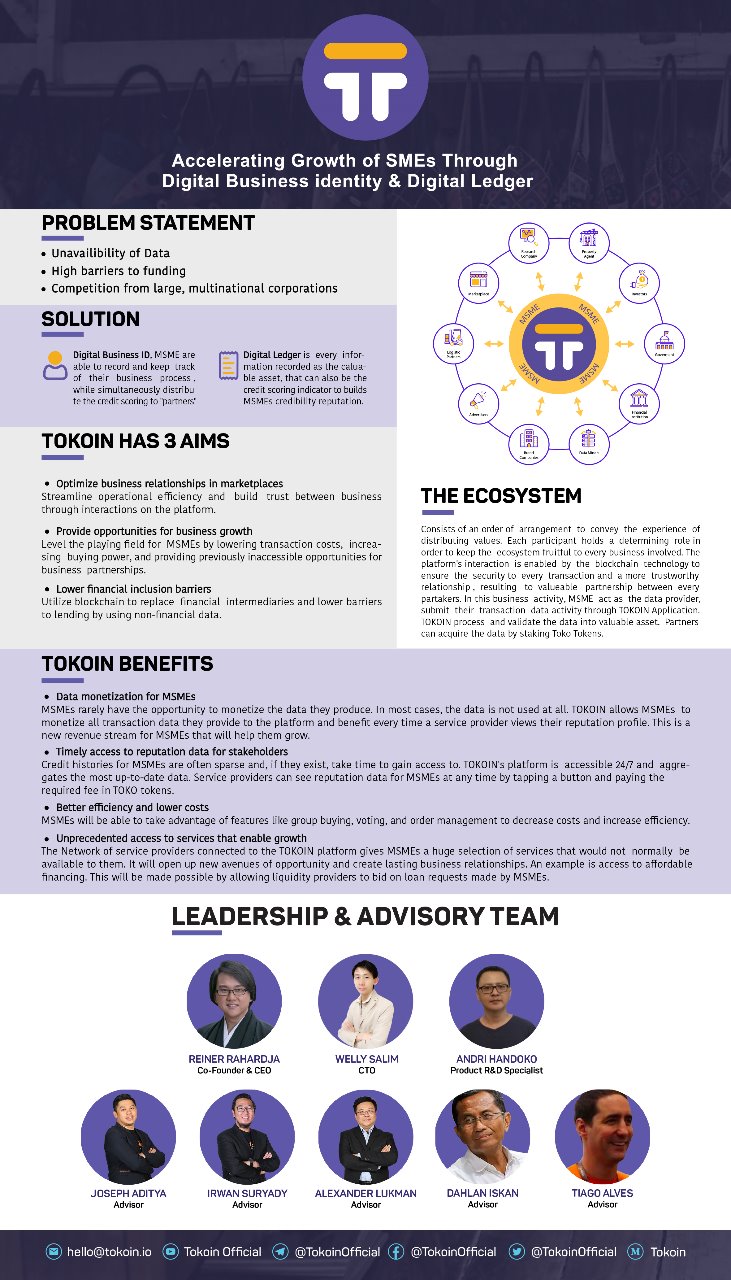 Accelerating Growth of SMEs Through
Digital Business identity & Digital Ledger
PROBLEM STATEMENT
• Unavailibility of Data
• High barriers to funding
• Competition from large, multinational corporations
SOLUTION
Digital Business ID, MSME are
able to record and keep track
of their business process,
while simultaneously distribu
te the credit scoring to "partners"
Digital Ledger is every infor-
mation recorded as the calua-
ble asset, that can also be the
credit scoring indicator to builds
MSMEs credibility reputation.
TOKOIN HAS 3 AIMS
• Optimize business relationships in marketplaces
Streamline operational efficiency and build trust between business
through interactions on the platform.
• Provide opportunities for business growth
Level the playing field for MSMEs by lowering transaction costs, increa-
sing buying power, and providing previously inaccessible opportunities for
business partnerships.
• Lower financial inclusion barriers
Utilize blockchain to replace financial intermediaries and lower barriers
to lending by using non-financial data.
Company
Property
Agent
Marketplace
Investors
Partners
Government
Advertisers
Financial
Institution
Brand
Companies
Data Miners
MSME
MSME
MSME
MSME
THE ECOSYSTEM
Consists of an order of arrangement to convey the experience of
distributing values. Each participant holds a determining role in
order to keep the ecosystem fruitful to every business involved. The
platform's interaction is enabled by the blockchain technology to
ensure the security to every transaction and a more trustworthy
relationship, resulting to valueable partnership between every
partakers. In this business activity, MSME act as the data provider,
submit their transaction data activity through TOKOIN Application.
TOKOIN process and validate the data into valuable asset. Partners
can acquire the data by staking Toko Tokens.
TOKOIN BENEFITS
• Data monetization for MSMEs
MSMEs rarely have the opportunity to monetize the data they produce. In most cases, the data is not used at all. TOKOIN allows MSMEs to
monetize all transaction data they provide to the platform and benefit every time a service provider views their reputation profile. This is a
new revenue stream for MSMEs that will help them grow.
• Timely access to reputation data for stakeholders
Credit histories for MSMEs are often sparse and, if they exist, take time to gain access to. TOKOIN's platform is accessible 24/7 and aggre-
gates the most up-to-date data. Service providers can see reputation data for MSMEs at any time by tapping a button and paying the
required fee in TOKO tokens.
• Better efficiency and lower costs
MSMEs will be able to take advantage of features like group buying, voting, and order management to decrease costs and increase efficiency.
• Unprecedented access to services that enable growth
The Network of service providers connected to the TOKOIN platform gives MSMEs a huge selection of services that would not normally be
available to them. It will open up new avenues of opportunity and create lasting business relationships. An example is access to affordable
financing. This will be made possible by allowing liquidity providers to bid on loan requests made by MSMEs.
LEADERSHIP & ADVISORY TEAM
REINER RAHARDJA
Co-Founder & CEO
WELLY SALIM
CTO
ANDRI HANDOKO
Product R&D Specialist
JOSEPH ADITYA
Advisor
IRWAN SURYADY
Advisor
ALEXANDER LUKMAN
Advisor
DAHLAN ISKAN
Advisor
TIAGO ALVES
Advisor
hello@tokoin.io Tokoin Official @TokoinOfficial @TokoinOfficial @TokoinOfficial Tokoin